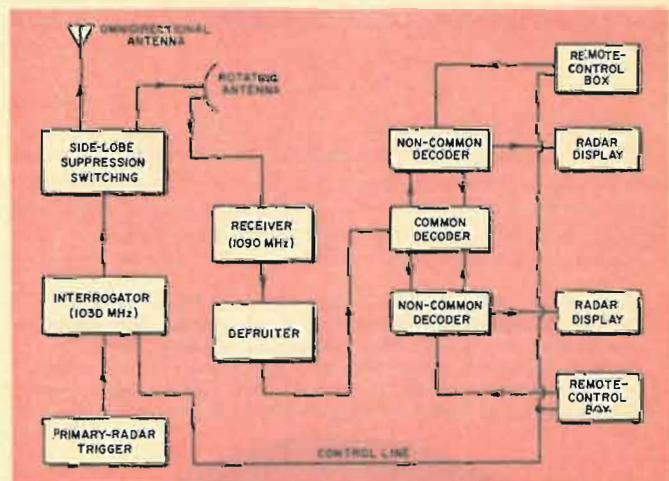 OMNIDIRECTIONAL
ANTENNA
ROTATING
ANTENNA
SIDE-LOBE
SUPPRESSION
SWITCHING
INTERROGATOR
(1030 MHz)
PRIMARY-RADAR
TRIGGER
RECEIVER
(1090 MHz)
DEFRUITER
NON-COMMON
DECODER
COMMON
DECODER
NON-COMMON
DECODER
REMOTE-
CONTROL
BOX
RADAR
DISPLAY
RADAR
DISPLAY
REMOTE-
CONTROL
BOX
CONTROL LINE